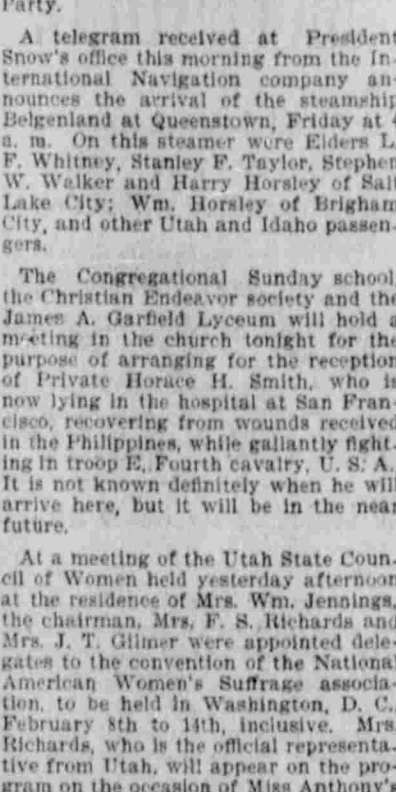 Party.
A telegram received at President
Snow's office this morning from the In-
ternational Navigation company an-
nounces the arrival of the steamship
Belgenland at Queenstown, Friday at 4
a. m. On this steamer were Elders L.
F. Whitney, Stanley F. Taylor, Stephen
W. Walker and Harry Horsley of Salt
Lake City; Wm. Horsley of Brigham
City, and other Utah and Idaho passen-
gers.
The Congregational Sunday school,
the Christian Endeavor society and the
James A. Garfield Lyceum will hold a
meeting in the church tonight for the
purpose of arranging for the reception
of Private Horace H. Smith, who is
now lying in the hospital at San Fran-
cisco, recovering from wounds received
in the Philippines, while gallantly fight-
ing in troop E, Fourth cavalry, U. S. A.
It is not known definitely when he will
arrive here, but it will be in the near
future.
At a meeting of the Utah State Coun-
cil of Women held yesterday afternoon
at the residence of Mrs. Wm. Jennings,
the chairman, Mrs. F. S. Richards and
Mrs. J. T. Gilmer were appointed dele-
gates to the convention of the National
American Women's Suffrage associa-
tion, to be held in Washington, D. C.,
February 8th to 14th, inclusive. Mrs.
Richards, who is the official representa-
tive from Utah, will appear on the pro-
gram on the occasion of Miss Anthony's